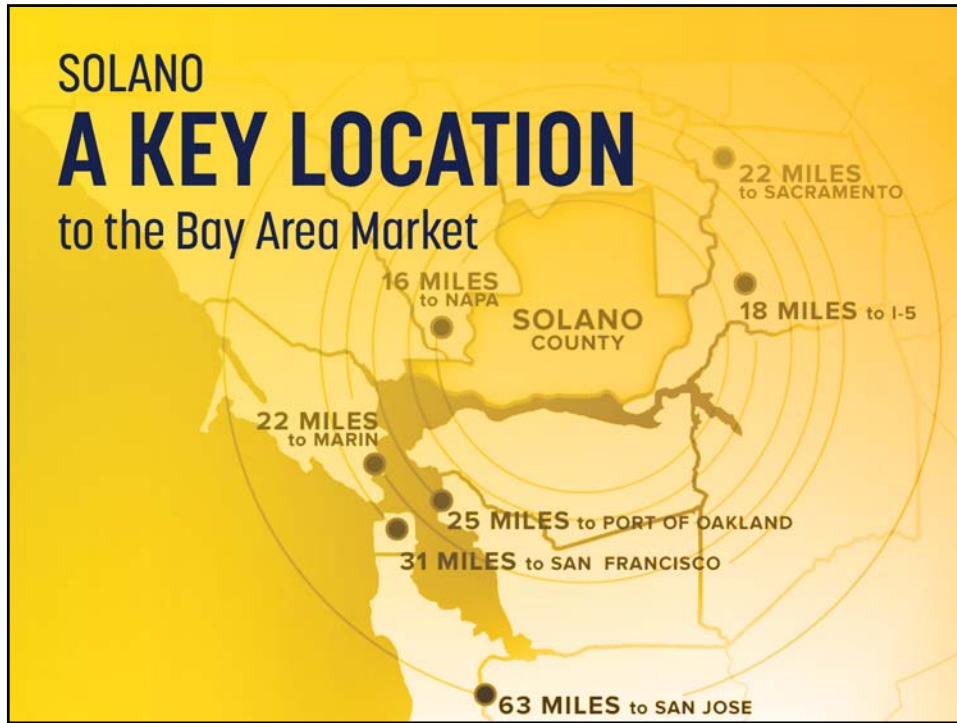 SOLANO
A KEY LOCATION
to the Bay Area Market
22 MILES
to SACRAMENTO
16 MILES
to NAPA
18 MILES to I-5
SOLANO
COUNTY
22 MILES
to MARIN
25 MILES to PORT OF OAKLAND
31 MILES to SAN FRANCISCO
63 MILES to SAN JOSE